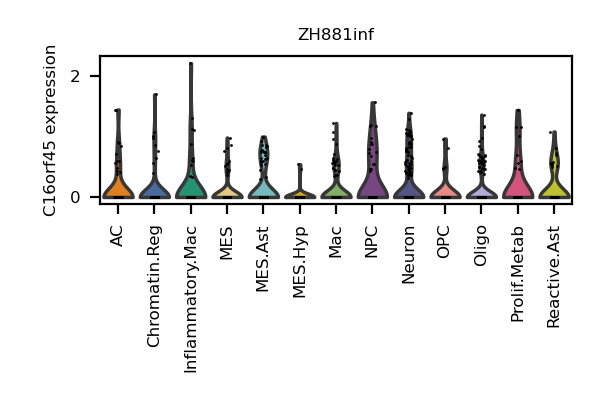 ZH881inf
C16orf45 expression
2
0
AC
Chromatin.Reg
Inflammatory.Mac
MES
MES.Ast
MES.Hyp
Mac
NPC
Neuron
OPC
Oligo
Prolif.Metab
Reactive.Ast